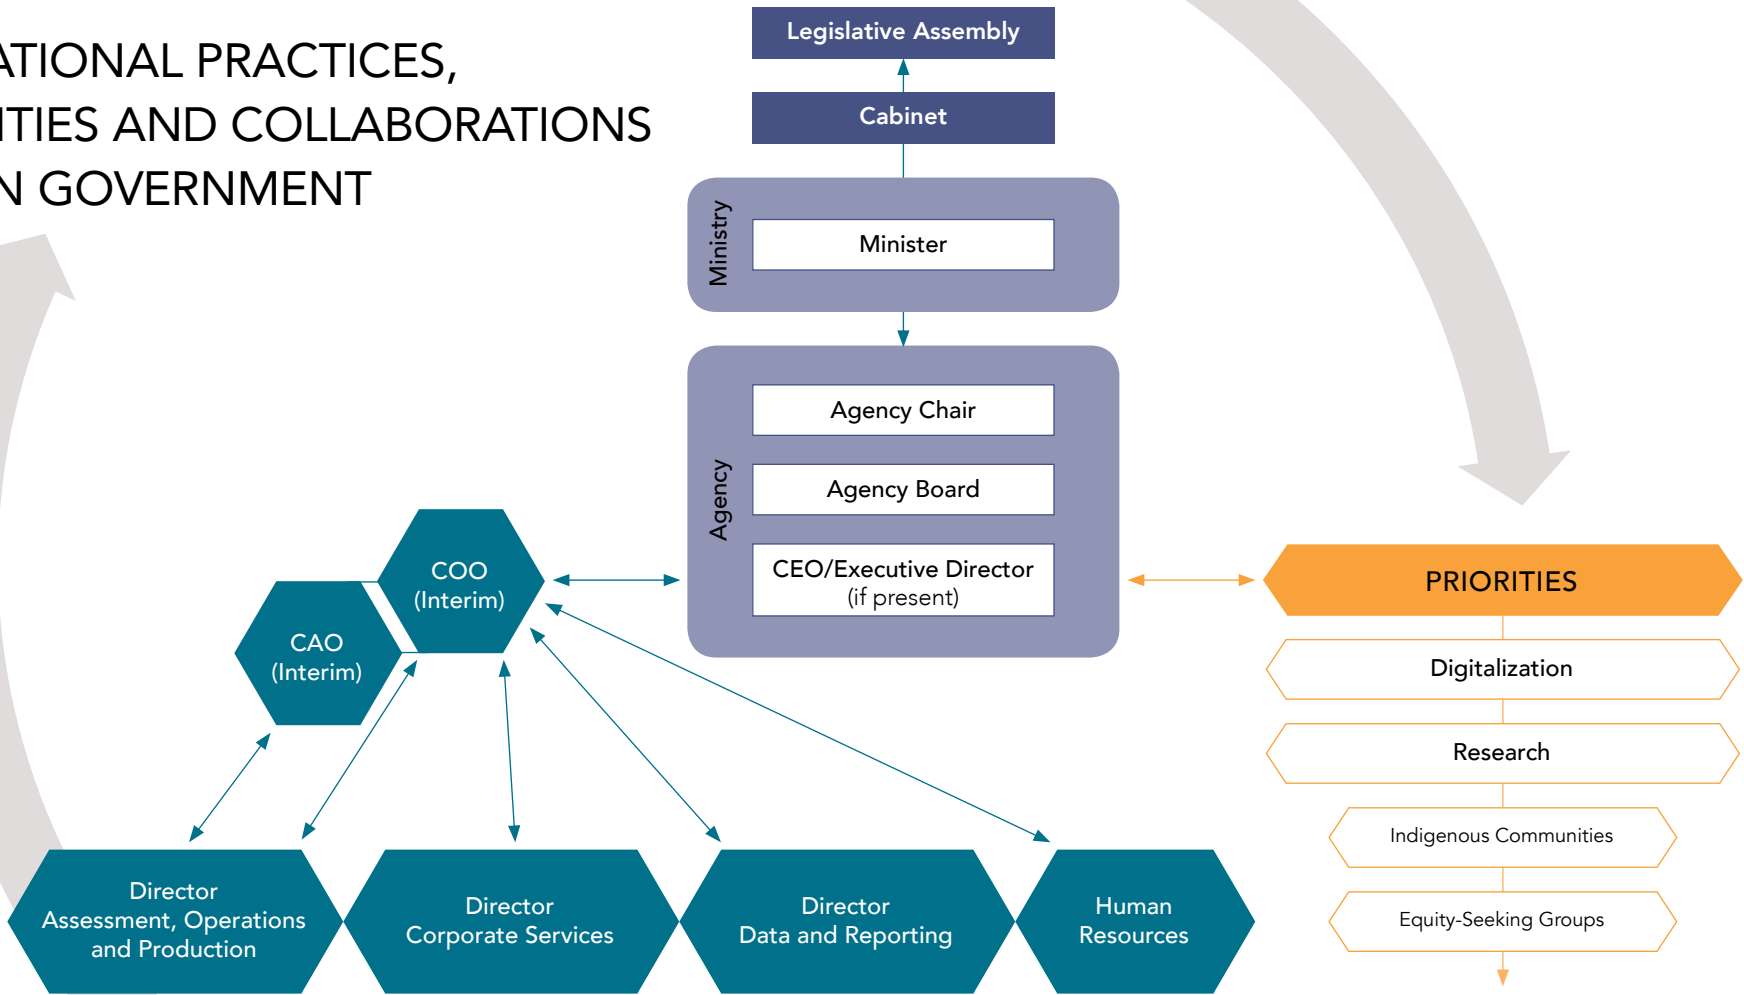 ATIONAL PRACTICES,
ITIES AND COLLABORATIONS
N GOVERNMENT
Legislative Assembly
Cabinet
Ministry
Minister
Agency
Agency Chair
Agency Board
CEO/Executive Director
(if present)
COO
(Interim)
CAO
(Interim)
Director
Assessment, Operations
and Production
Director
Corporate Services
Director
Data and Reporting
Human
Resources
PRIORITIES
Digitalization
Research
Indigenous Communities
Equity-Seeking Groups